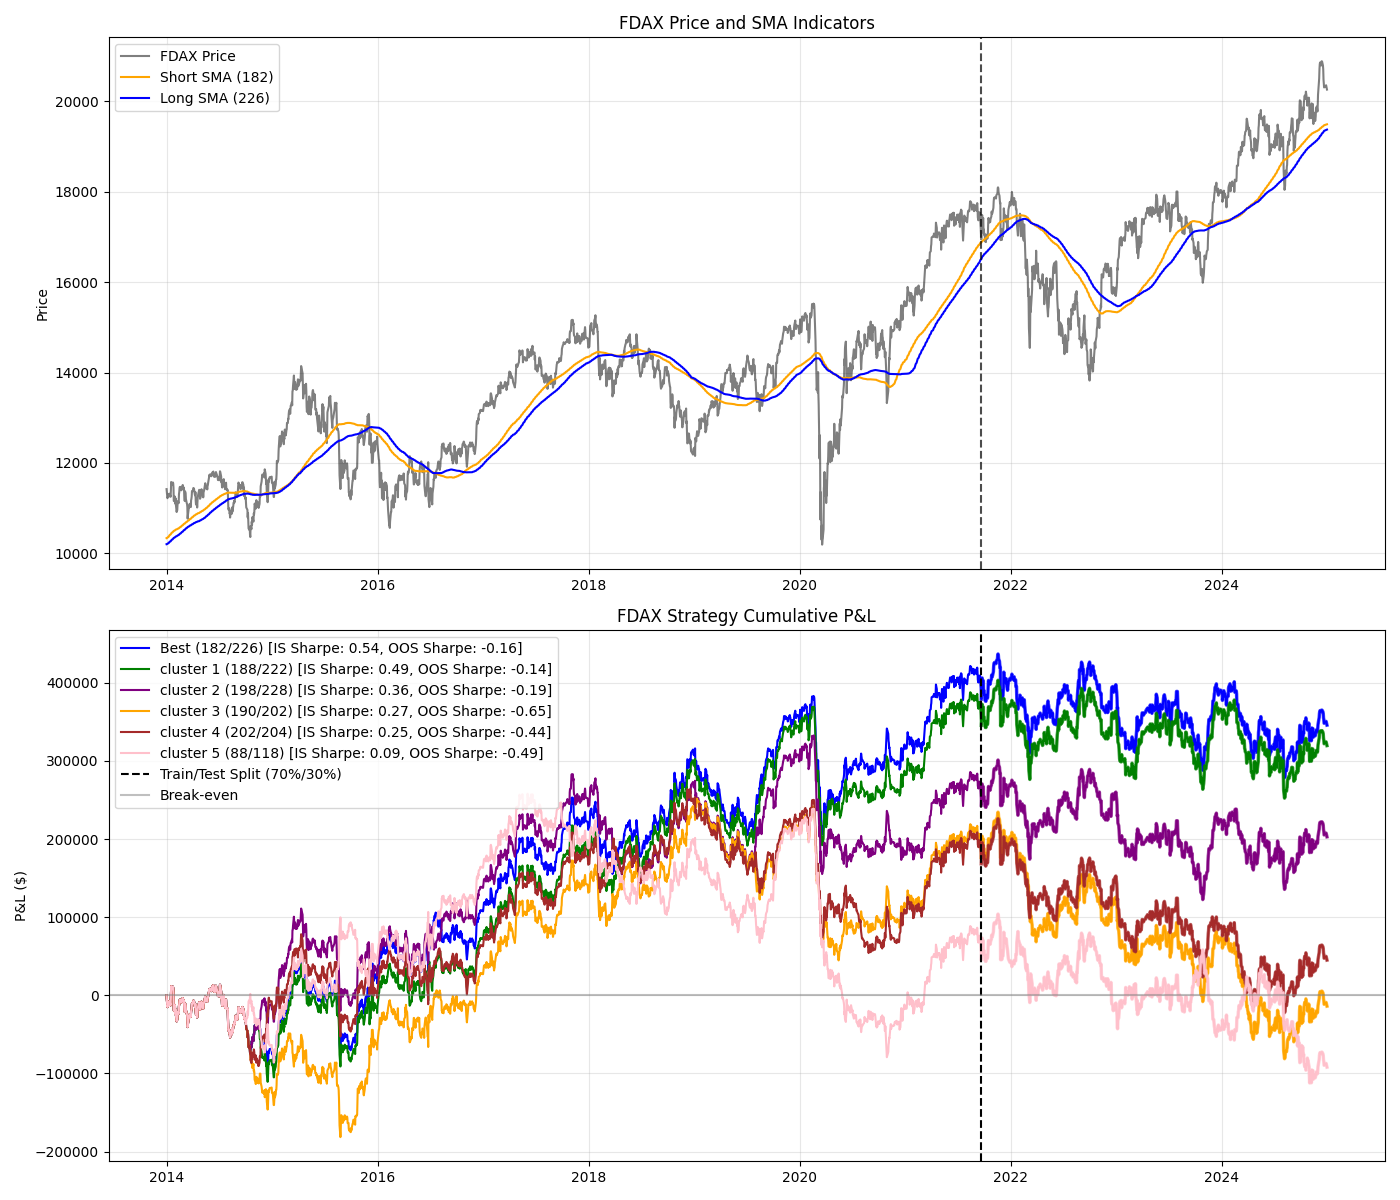 FDAX Price and SMA Indicators
FDAX Price
Short SMA (182)
Long SMA (226)
Price
20000
18000
16000
14000
12000
10000
2014
2016
2018
2020
2022
2024
FDAX Strategy Cumulative P&L
Best (182/226) [IS Sharpe: 0.54, OOS Sharpe: -0.16]
cluster 1 (188/222) [IS Sharpe: 0.49, OOS Sharpe: -0.14]
cluster 2 (198/228) [IS Sharpe: 0.36, OOS Sharpe: -0.19]
cluster 3 (190/202) [IS Sharpe: 0.27, OOS Sharpe: -0.65]
cluster 4 (202/204) [IS Sharpe: 0.25, OOS Sharpe: -0.44]
cluster 5 (88/118) [IS Sharpe: 0.09, OOS Sharpe: -0.49]
Train/Test Split (70%/30%)
Break-even
P&L ($)
400000
300000
200000
100000
0
−100000
−200000
2014
2016
2018
2020
2022
2024